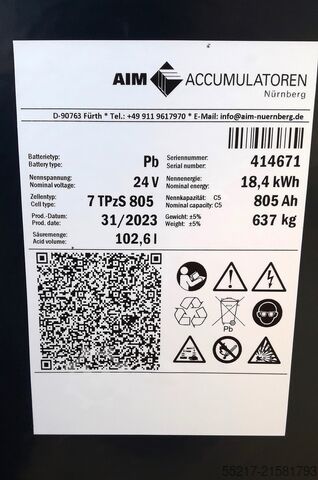 AIM ACCUMULATOREN
Nürnberg
D-90763 Fürth * Tel.: +49 911 9617970 * E-Mail: info@aim-nuernberg.de
Batterietyp: Pb Seriennummer: 414671
Battery type: Serial number:
Nennspannung: 24 V Nennenergie: 18,4 kWh
Nominal voltage: Nominal energy:
Zellentyp: 7 TPzS 805 Nennkapazität: C5 805 Ah
Cell type: Nominal capacity: C5
Prod.-Datum: 31/2023 Gewicht: ±5% 637 kg
Prod.-Date: Weight: ±5%
Säuremenge: 102,6 l
Acid volume:
Pb
55217-21581793